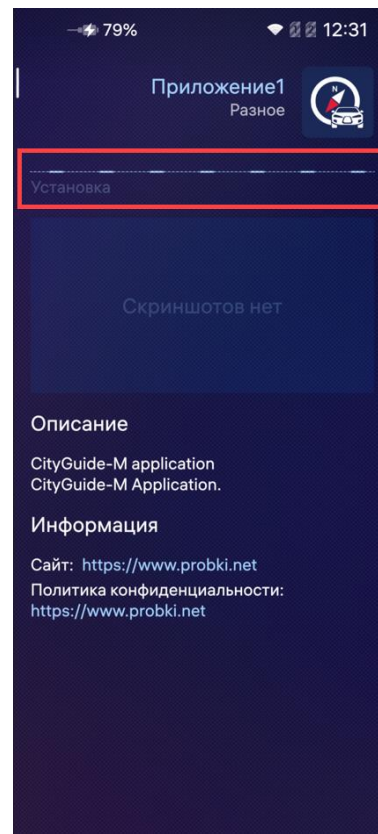 79%
12:31
Приложение1
Разное
N
Установка
Скриншотов нет
Описание
CityGuide-M application
CityGuide-M Application.
Информация
Сайт: https://www.probki.net
Политика конфиденциальности:
https://www.probki.net